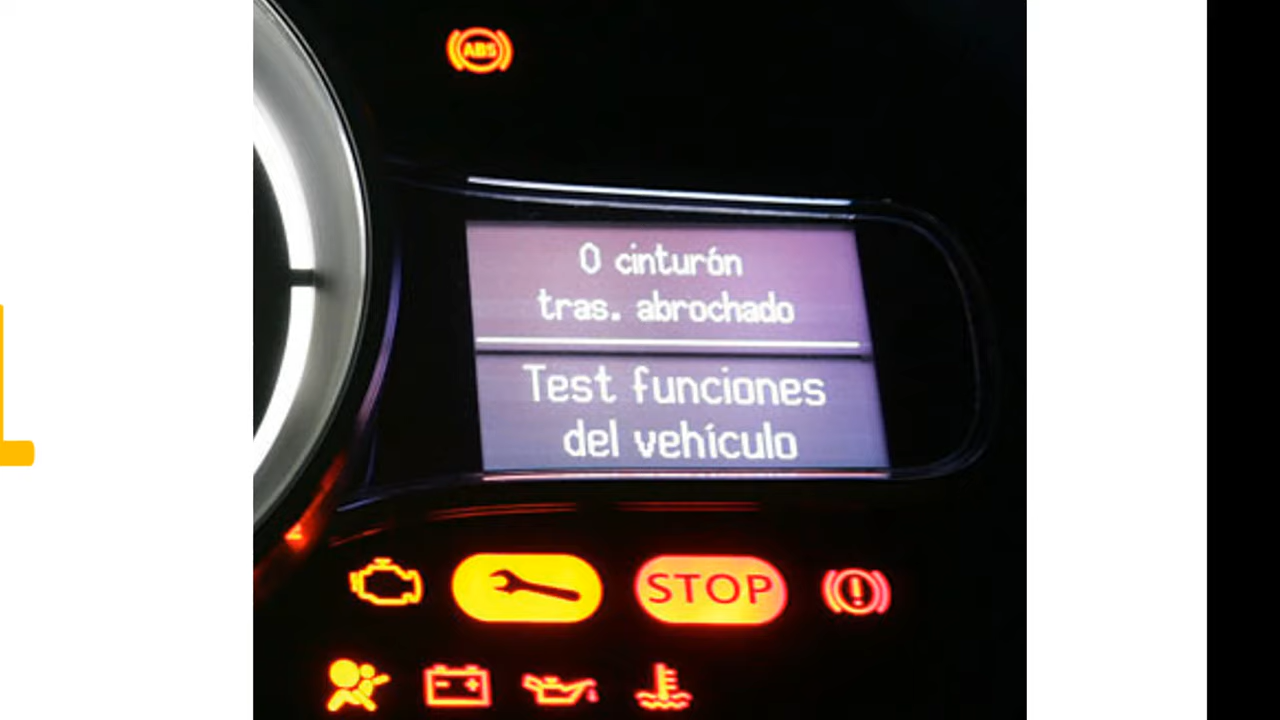 ABS
0 cinturón
tras. abrochado
Test funciones
del vehículo
STOP